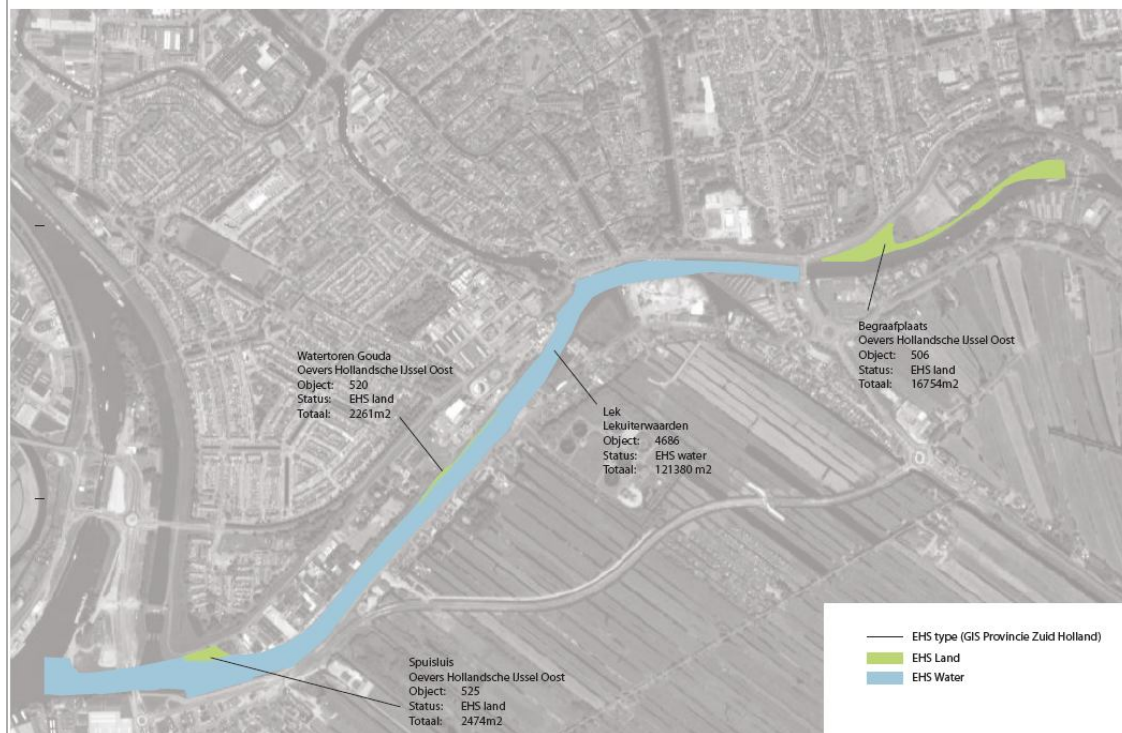 Watertoren Gouda
Oevers Hollandsche IJssel Oost
Object: 520
Status: EHS land
Totaal: 2261m2
Lek
Lekuiterwaarden
Object: 4686
Status: EHS water
Totaal: 121380 m2
Begraafplaats
Oevers Hollandsche IJssel Oost
Object: 506
Status: EHS land
Totaal: 16754m2
Spuisluis
Oevers Hollandsche IJssel Oost
Object: 525
Status: EHS land
Totaal: 2474m2
EHS type (GIS Provincie Zuid Holland)
EHS Land
EHS Water